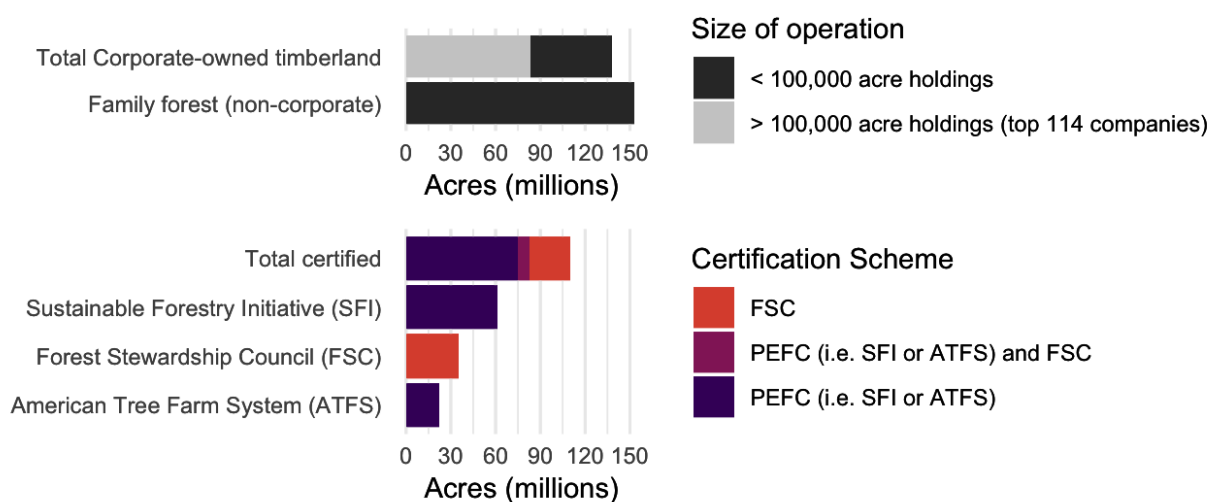 Total Corporate-owned timberland
Family forest (non-corporate)
0 30 60 90 120 150
Acres (millions)
Size of operation
< 100,000 acre holdings
> 100,000 acre holdings (top 114 companies)
Total certified
Sustainable Forestry Initiative (SFI)
Forest Stewardship Council (FSC)
American Tree Farm System (ATFS)
0 30 60 90 120 150
Acres (millions)
Certification Scheme
FSC
PEFC (i.e. SFI or ATFS) and FSC
PEFC (i.e. SFI or ATFS)